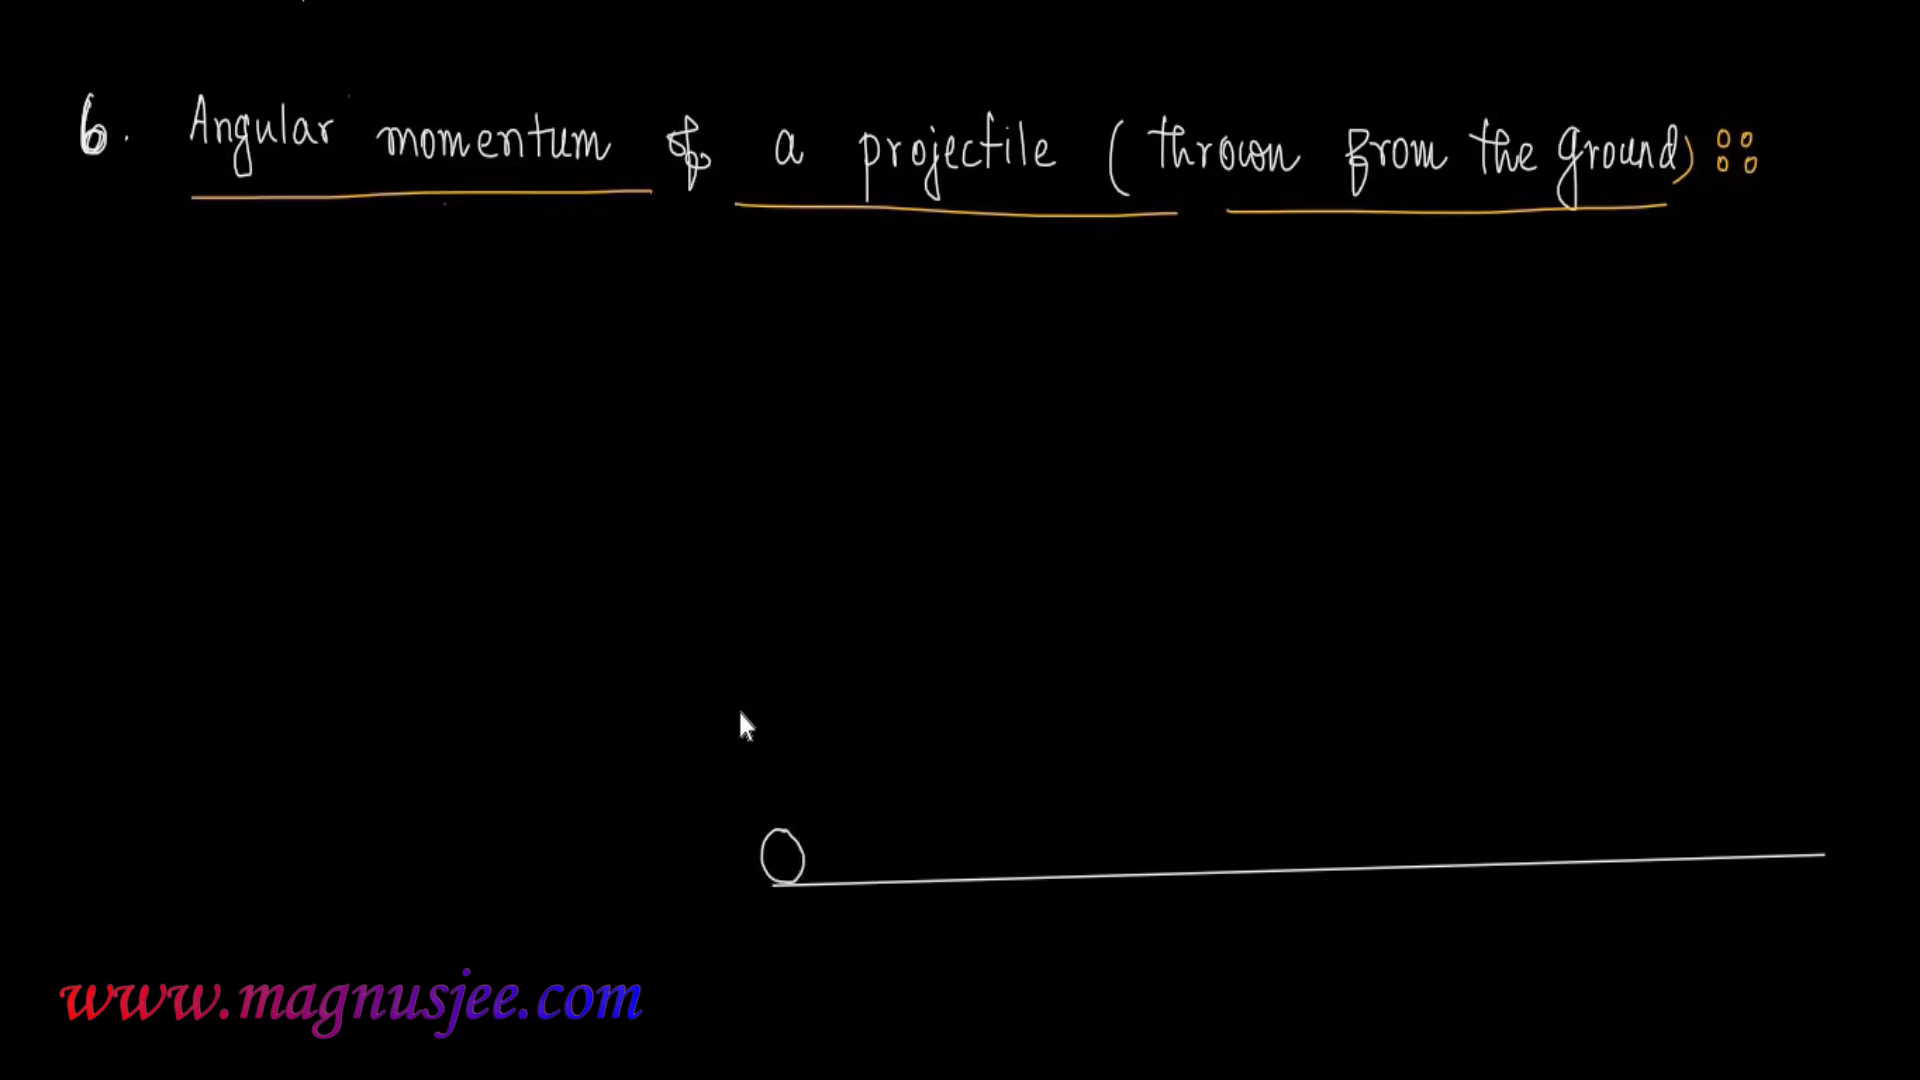 6. Angular momentum of a projectile (thrown from the ground) ::
www.magnusjee.com